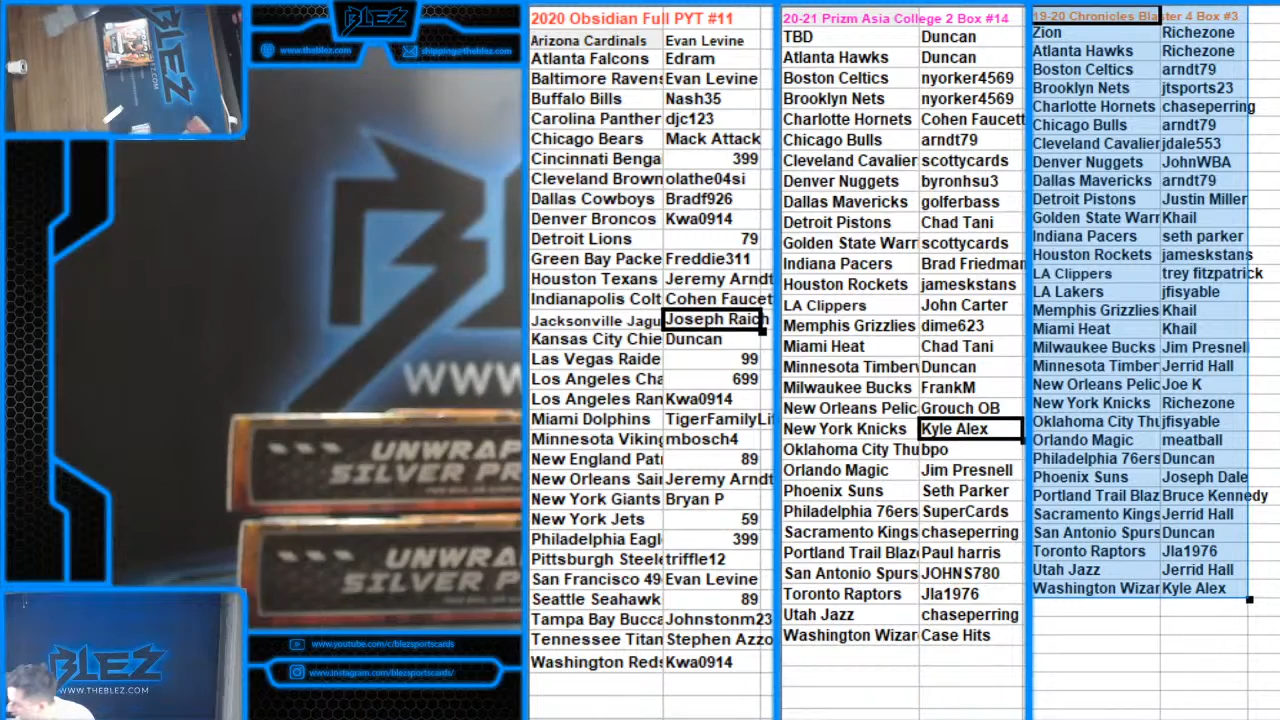 BLEZ
www.theblez.com
shipping@theblez.com
BLEZ
WWW
UNWRAP
SILVER PR
UNWRA
SILVER P
BLEZ
WWW.THEBLEZ.COM
www.youtube.com/c/blezsportscards
www.instagram.com/blezsportscards/
2020 Obsidian Full PYT #11
Arizona Cardinals Evan Levine
Atlanta Falcons Edram
Baltimore Ravens Evan Levine
Buffalo Bills Nash35
Carolina Panther djc123
Chicago Bears Mack Attack
Cincinnati Benga 399
Cleveland Brown olathe04si
Dallas Cowboys Bradf926
Denver Broncos Kwa0914
Detroit Lions 79
Green Bay Packe Freddie311
Houston Texans Jeremy Arndt
Indianapolis Colt Cohen Faucet
Jacksonville Jagu Joseph Raich
Kansas City Chie Duncan
Las Vegas Raide 99
Los Angeles Cha 699
Los Angeles Ran Kwa0914
Miami Dolphins TigerFamilyLi
Minnesota Viking mbosch4
New England Patr 89
New Orleans Sai Jeremy Arndt
New York Giants Bryan P
New York Jets 59
Philadelphia Eagl 399
Pittsburgh Steele triffle12
San Francisco 49 Evan Levine
Seattle Seahawk 89
Tampa Bay Bucca Johnstonm23
Tennessee Titan Stephen Azzo
Washington Reds Kwa0914
20-21 Prizm Asia College 2 Box #14
TBD Duncan
Atlanta Hawks Duncan
Boston Celtics nyorker4569
Brooklyn Nets nyorker4569
Charlotte Hornets Cohen Faucett
Chicago Bulls arndt79
Cleveland Cavalier scottycards
Denver Nuggets byronhsu3
Dallas Mavericks golferbass
Detroit Pistons Chad Tani
Golden State Warr scottycards
Indiana Pacers Brad Friedman
Houston Rockets jameskstans
LA Clippers John Carter
Memphis Grizzlies dime623
Miami Heat Chad Tani
Minnesota Timberv Duncan
Milwaukee Bucks FrankM
New Orleans Pelic Grouch OB
New York Knicks Kyle Alex
Oklahoma City Thu bpo
Orlando Magic Jim Presnell
Phoenix Suns Seth Parker
Philadelphia 76ers SuperCards
Sacramento Kings chaseperring
Portland Trail Blaze Paul harris
San Antonio Spurs JOHNS780
Toronto Raptors Jla1976
Utah Jazz chaseperring
Washington Wizar Case Hits
19-20 Chronicles Blaster 4 Box #3
Zion Richezone
Atlanta Hawks Richezone
Boston Celtics arndt79
Brooklyn Nets jtsports23
Charlotte Hornets chaseperring
Chicago Bulls arndt79
Cleveland Cavalier jdale553
Denver Nuggets JohnWBA
Dallas Mavericks arndt79
Detroit Pistons Justin Miller
Golden State Warr Khail
Indiana Pacers seth parker
Houston Rockets jameskstans
LA Clippers trey fitzpatrick
LA Lakers jfisyable
Memphis Grizzlies Khail
Miami Heat Khail
Milwaukee Bucks Jim Presnell
Minnesota Timber Jerrid Hall
New Orleans Pelic Joe K
New York Knicks Richezone
Oklahoma City Thu jfisyable
Orlando Magic meatball
Philadelphia 76ers Duncan
Phoenix Suns Joseph Dale
Portland Trail Blaz Bruce Kennedy
Sacramento Kings Jerrid Hall
San Antonio Spurs Duncan
Toronto Raptors Jla1976
Utah Jazz Jerrid Hall
Washington Wizar Kyle Alex